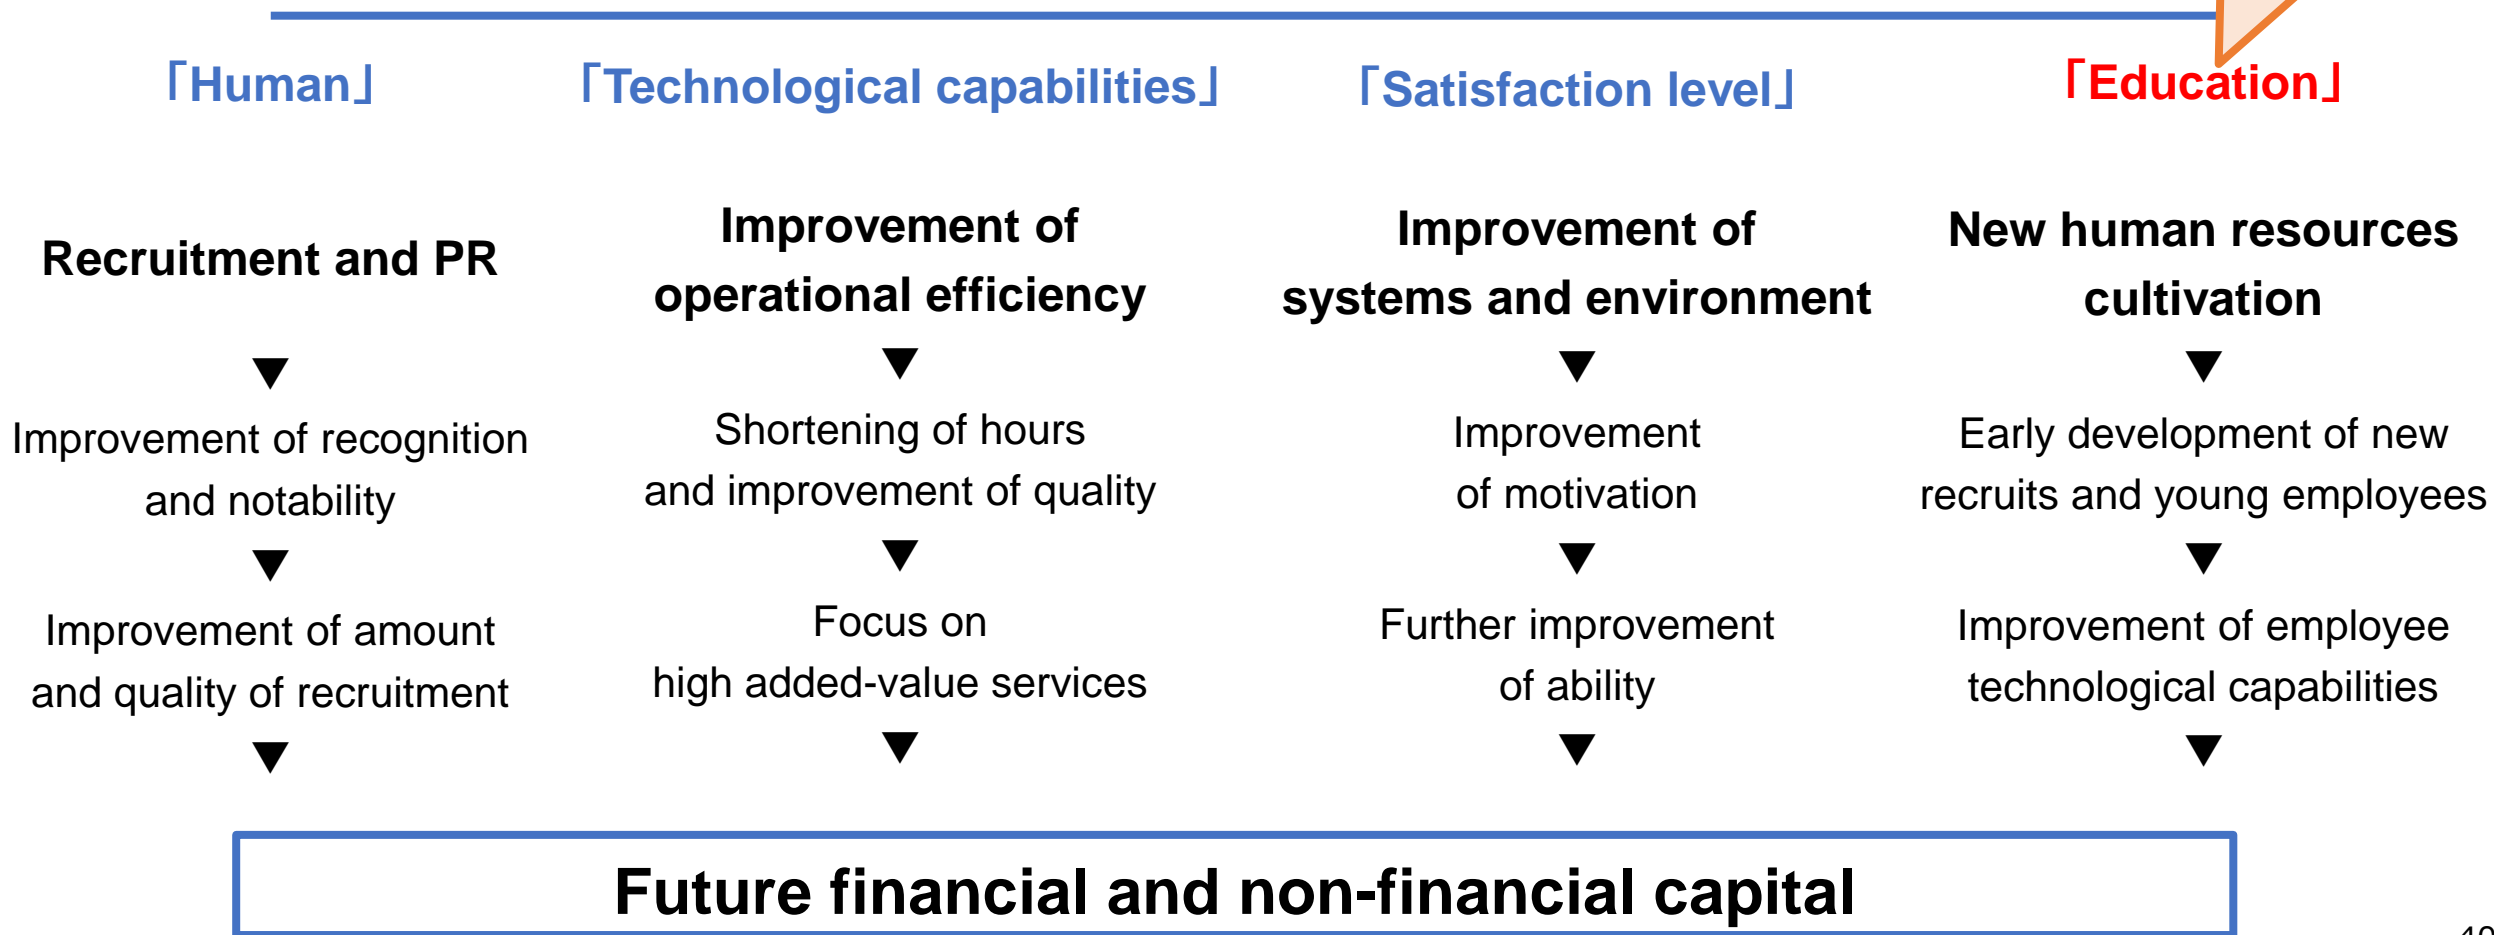 「Human」
Recruitment and PR
▼
Improvement of recognition
and notability
▼
Improvement of amount
and quality of recruitment
▼
「Technological capabilities」
Improvement of
operational efficiency
▼
Shortening of hours
and improvement of quality
▼
Focus on
high added-value services
▼
「Satisfaction level」
Improvement of
systems and environment
▼
Improvement
of motivation
▼
Further improvement
of ability
▼
「Education」
New human resources
cultivation
▼
Early development of new
recruits and young employees
▼
Improvement of employee
technological capabilities
▼
Future financial and non-financial capital